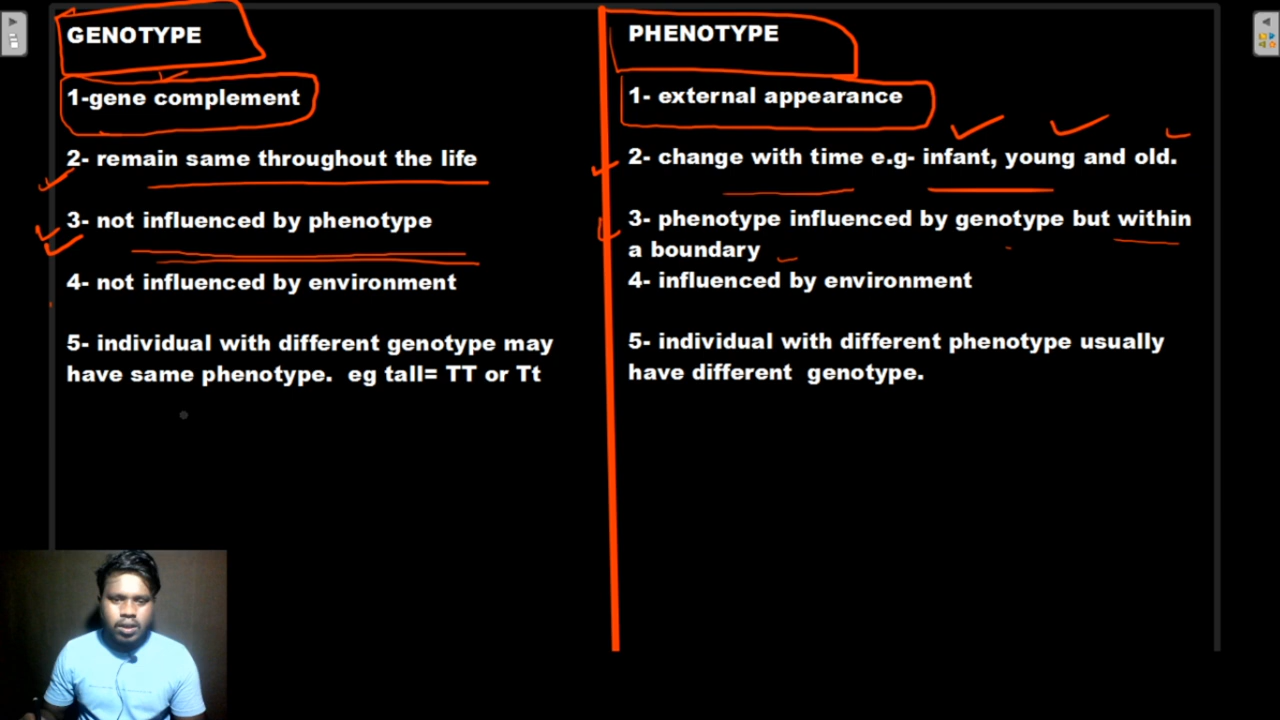 GENOTYPE
1-gene complement
2- remain same throughout the life
3- not influenced by phenotype
4- not influenced by environment
5- individual with different genotype may
have same phenotype.  eg tall= TT or Tt
PHENOTYPE
1- external appearance
2- change with time e.g- infant, young and old.
3- phenotype influenced by genotype but within
a boundary
4- influenced by environment
5- individual with different phenotype usually
have different  genotype.